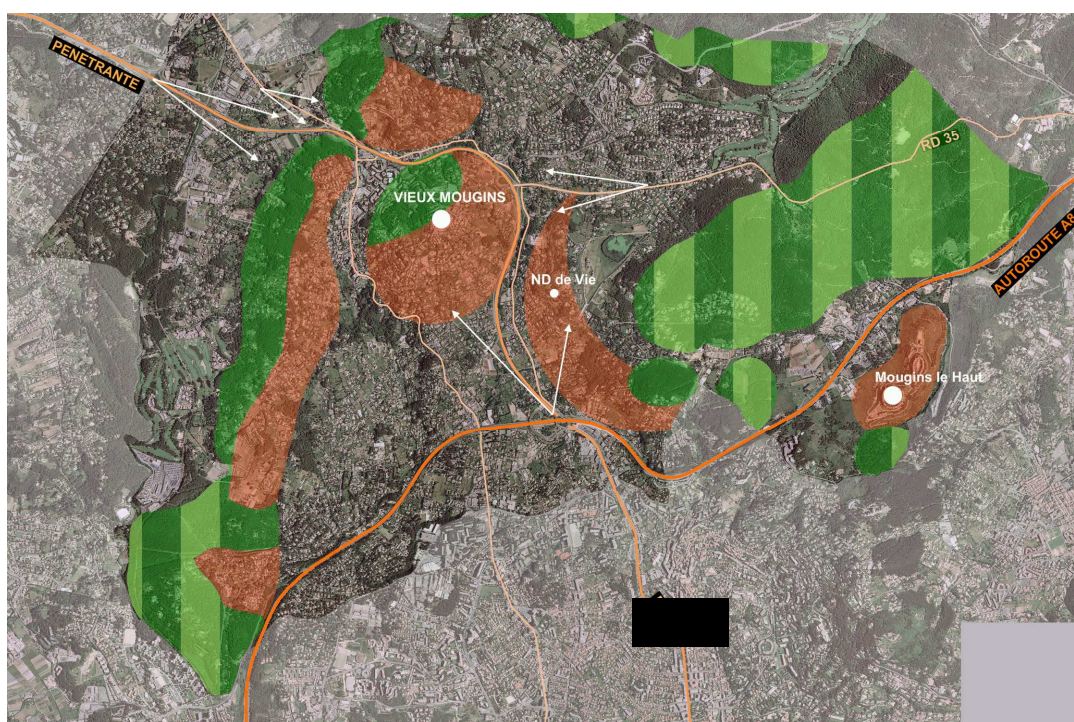 PENETRANTE
RD 35
VIEUX MOUGINS
AUTOROUTE A8
ND de Vie
Mougins le Haut